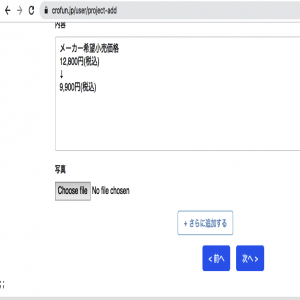 crofun.jp/user/project-add
内容
メーカー希望小売価格
12,800円(税込)
↓
9,900円(税込)
写真
Choose file No file chosen
+ さらに追加する
< 前へ 次へ >
;;